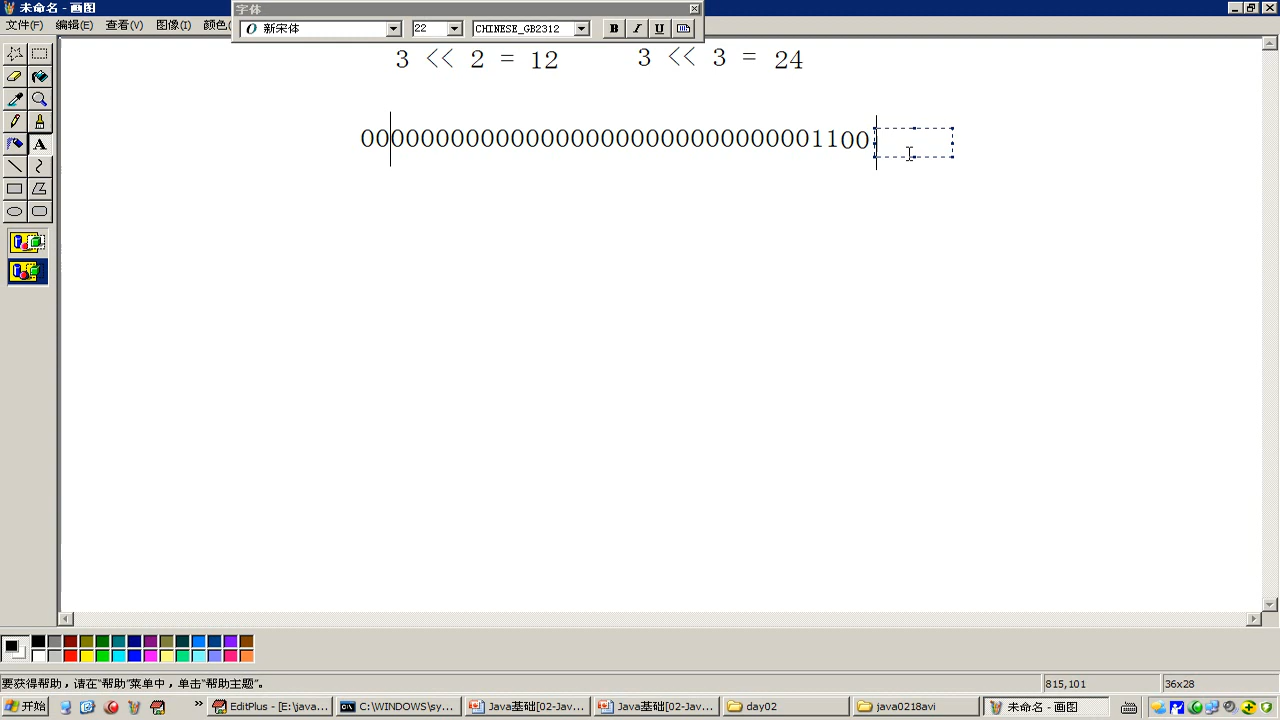 未命名 - 画图
字体
文件(F) 编辑(E) 查看(V) 图像(I) 颜色(
O 新宋体 22 CHINESE_GB2312 B I U
3 << 2 = 12 3 << 3 = 24
0000000000000000000000000000001100
A
要获得帮助，请在“帮助”菜单中，单击“帮助主题”。 815,101 36x28
开始 » EditPlus - [E:\java... C:\WINDOWS\sy... Java基础[02-Jav... Java基础[02-Jav... day02 java0218avi 未命名 - 画图